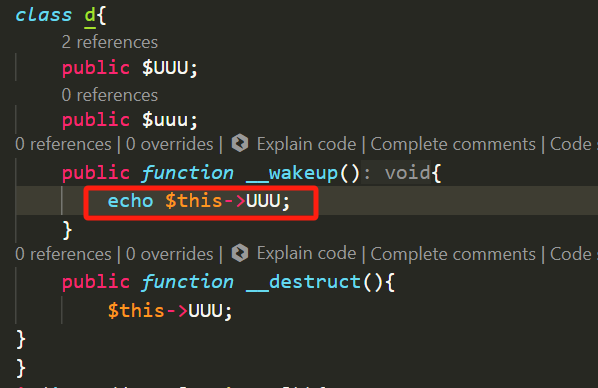 class d{
2 references
public $UUU;
0 references
public $uuu;
0 references | 0 overrides | Explain code | Complete comments | Code s
public function __wakeup(): void{
echo $this->UUU;
}
0 references | 0 overrides | Explain code | Complete comments | Code s
public function __destruct(){
$this->UUU;
}
}